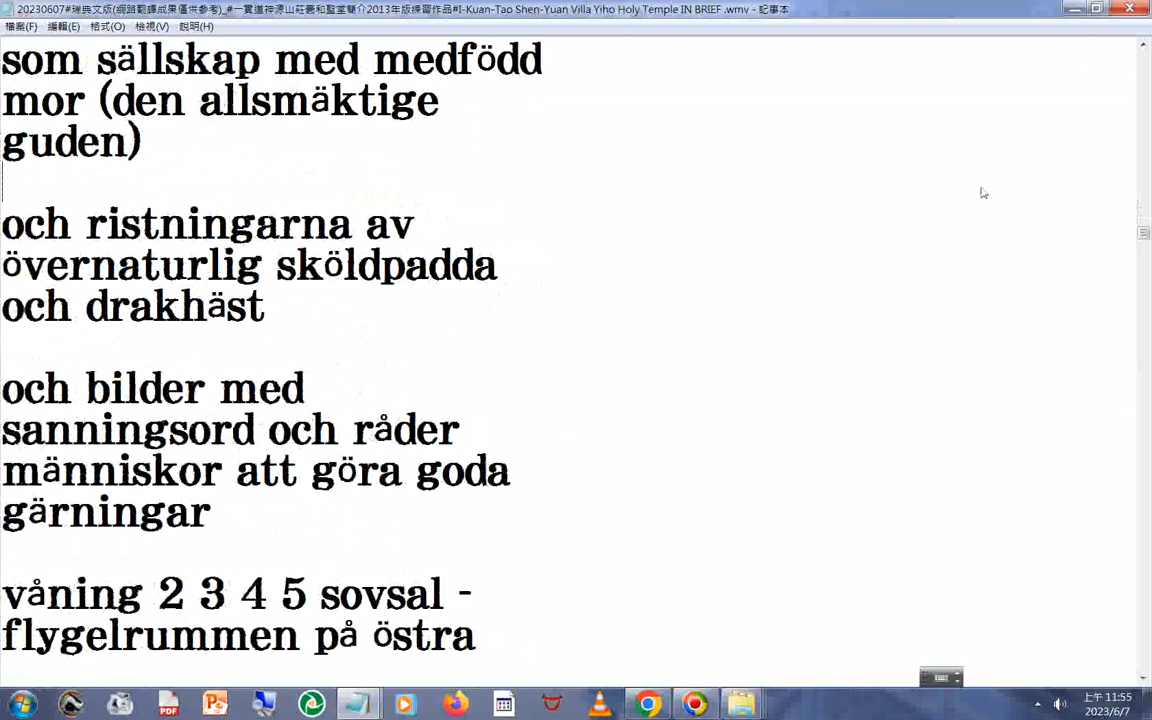 20230607#瑞典文版(網路翻譯成果僅供參考)_#一貫道神源山莊藝和聖堂簡介2013年版練習作品#I-Kuan-Tao Shen-Yuan Villa Yiho Holy Temple IN BRIEF .wmv - 記事本
檔案(F) 編輯(E) 格式(O) 檢視(V) 說明(H)
som sällskap med medfödd
mor (den allsmäktige
guden)
och ristningarna av
övernaturlig sköldpadda
och drakhäst
och bilder med
sanningsord och råder
människor att göra goda
gärningar
våning 2 3 4 5 sovsal -
flygelrummen på östra
PDF
上午 11:55
2023/6/7